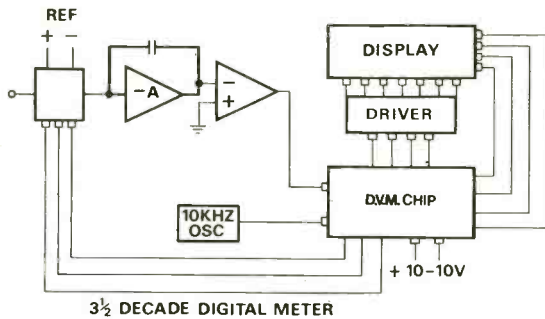 REF
+ −
DISPLAY
−A
−
+
DRIVER
D.V.M. CHIP
10KHZ
OSC
+ 10 −10V
3½ DECADE DIGITAL METER